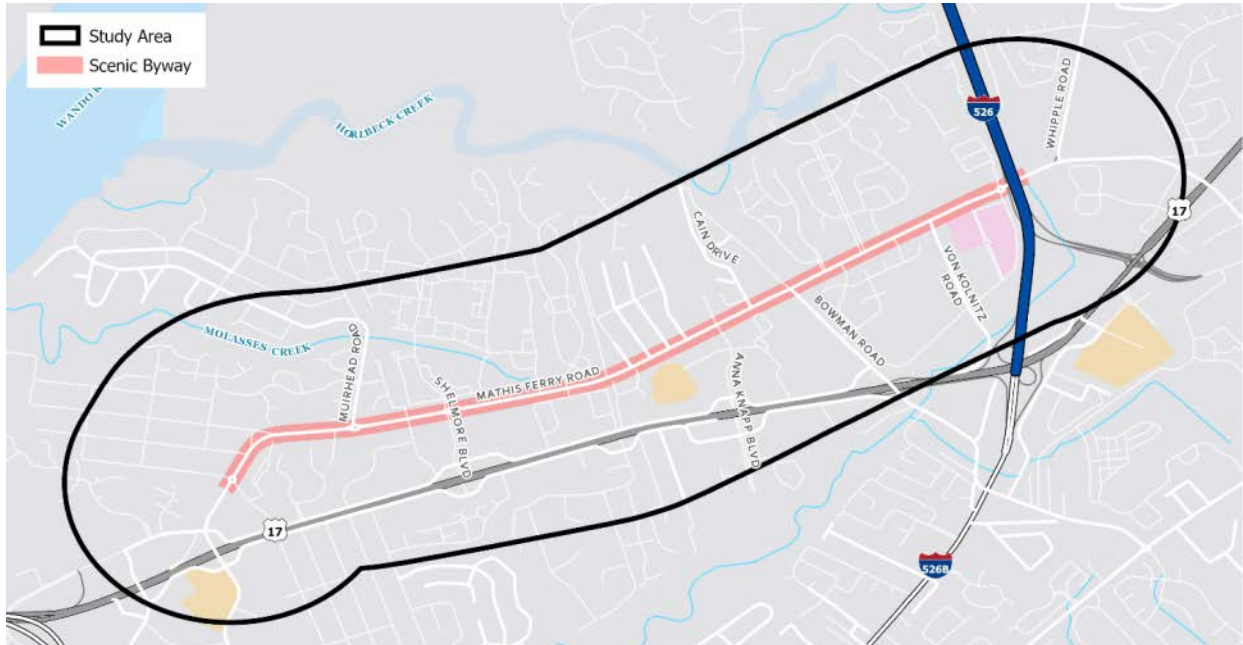 Study Area
Scenic Byway
WANDO
HORLBECK CREEK
526
WHIPPLE ROAD
17
CAIN DRIVE
VON KOLNITZ
ROAD
BOWMAN ROAD
MOLASSES CREEK
MUIRHEAD ROAD
MATHIS FERRY ROAD
SHELMORE BLVD
ANNA KNAPP BLVD
17
526B